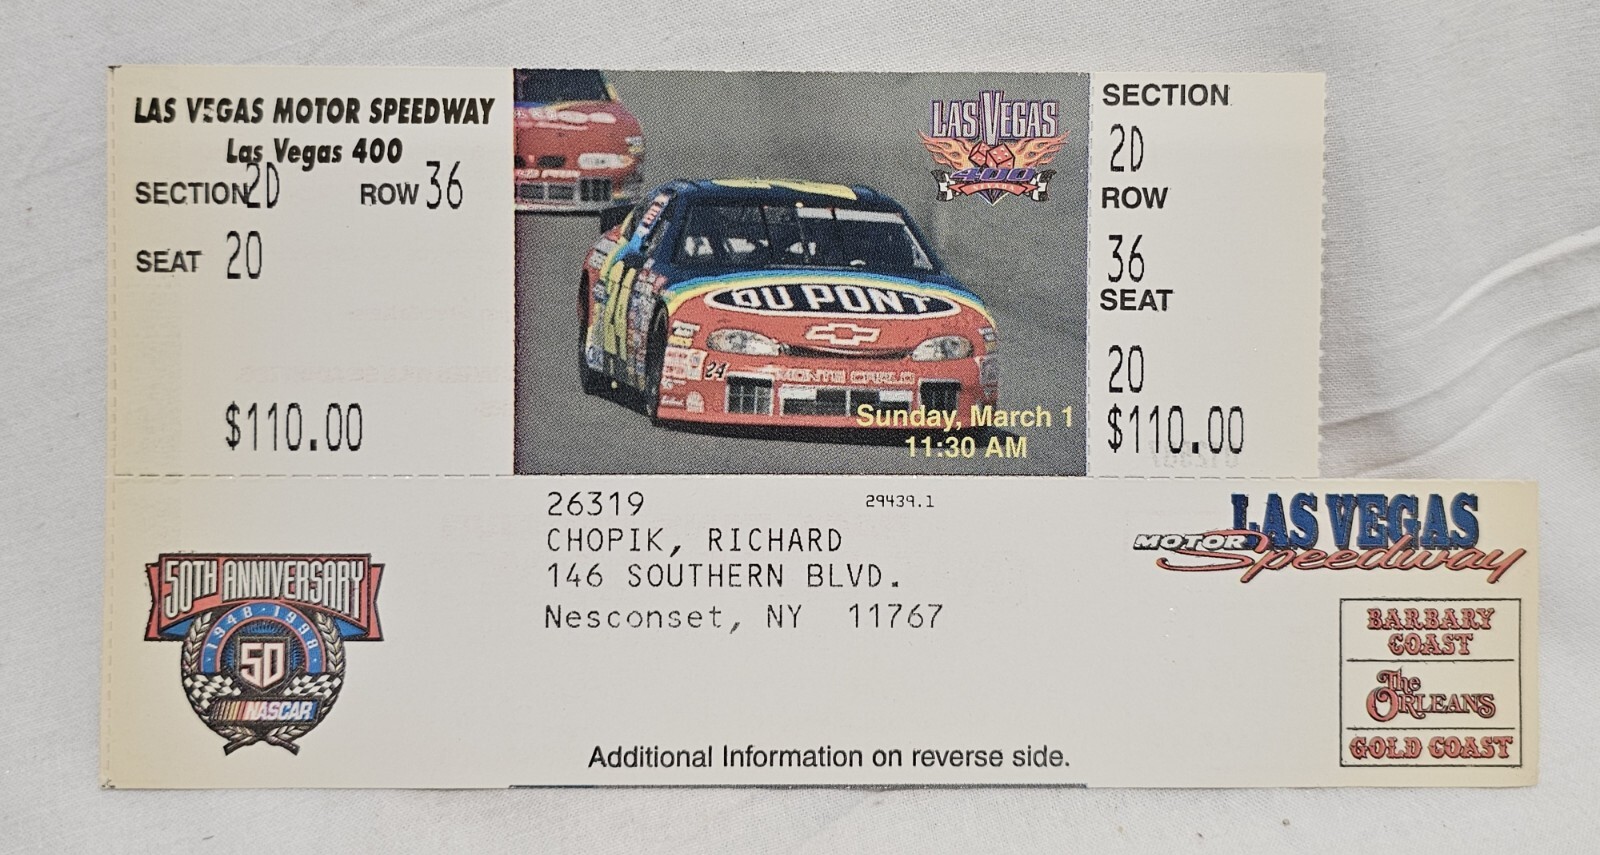 LAS VEGAS MOTOR SPEEDWAY
Las Vegas 400
SECTION 2D ROW 36
SEAT 20
$110.00
LAS VEGAS
400
DU PONT
24
MONTE CARLO
Sunday, March 1
11:30 AM
SECTION
2D
ROW
36
SEAT
20
$110.00
26319 29439.1
CHOPIK, RICHARD
146 SOUTHERN BLVD.
Nesconset, NY 11767
50TH ANNIVERSARY
1948 · 1998
50
NASCAR
LAS VEGAS
MOTOR Speedway
BARBARY
COAST
The
ORLEANS
GOLD COAST
Additional Information on reverse side.